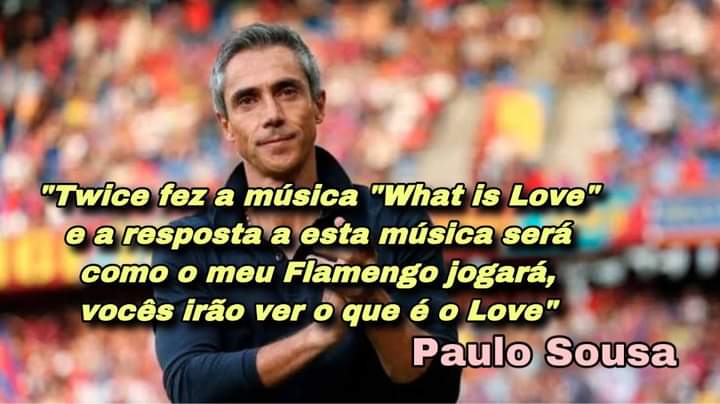 "Twice fez a música "What is Love"
e a resposta a esta música será
como o meu Flamengo jogará,
vocês irão ver o que é o Love"
Paulo Sousa